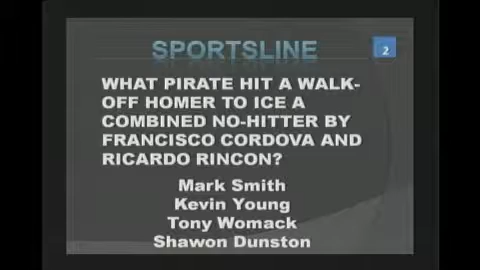 SPORTSLINE
2
WHAT PIRATE HIT A WALK-
OFF HOMER TO ICE A
COMBINED NO-HITTER BY
FRANCISCO CORDOVA AND
RICARDO RINCON?
Mark Smith
Kevin Young
Tony Womack
Shawon Dunston